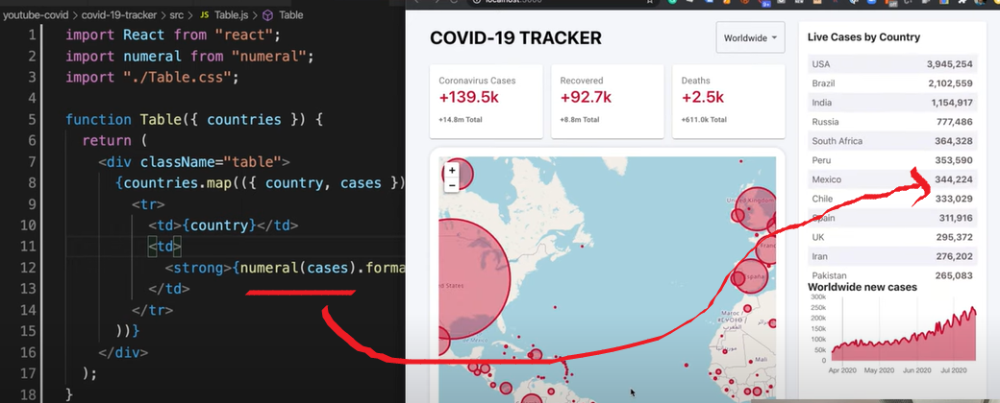 youtube-covid > covid-19-tracker > src > JS Table.js > Table
1 import React from "react";
2 import numeral from "numeral";
3 import "./Table.css";
4
5 function Table({ countries }) {
6 return (
7 <div className="table">
8 {countries.map(({ country, cases })
9 <tr>
10 <td>{country}</td>
11 <td>
12 <strong>{numeral(cases).forma
13 </td>
14 </tr>
15 ))}
16 </div>
17 );
18 }
COVID-19 TRACKER
Worldwide
Coronavirus Cases
+139.5k
+14.8m Total
Recovered
+92.7k
+8.8m Total
Deaths
+2.5k
+611.0k Total
+
−
United Kingdom
Franc
España
Maroc /
Mali
d States
de México
Live Cases by Country
USA 3,945,254
Brazil 2,102,559
India 1,154,917
Russia 777,486
South Africa 364,328
Peru 353,590
Mexico 344,224
Chile 333,029
Spain 311,916
UK 295,372
Iran 276,202
Pakistan 265,083
Worldwide new cases
300k
250k
200k
150k
100k
50k
0
Apr 2020 May 2020 Jun 2020 Jul 2020